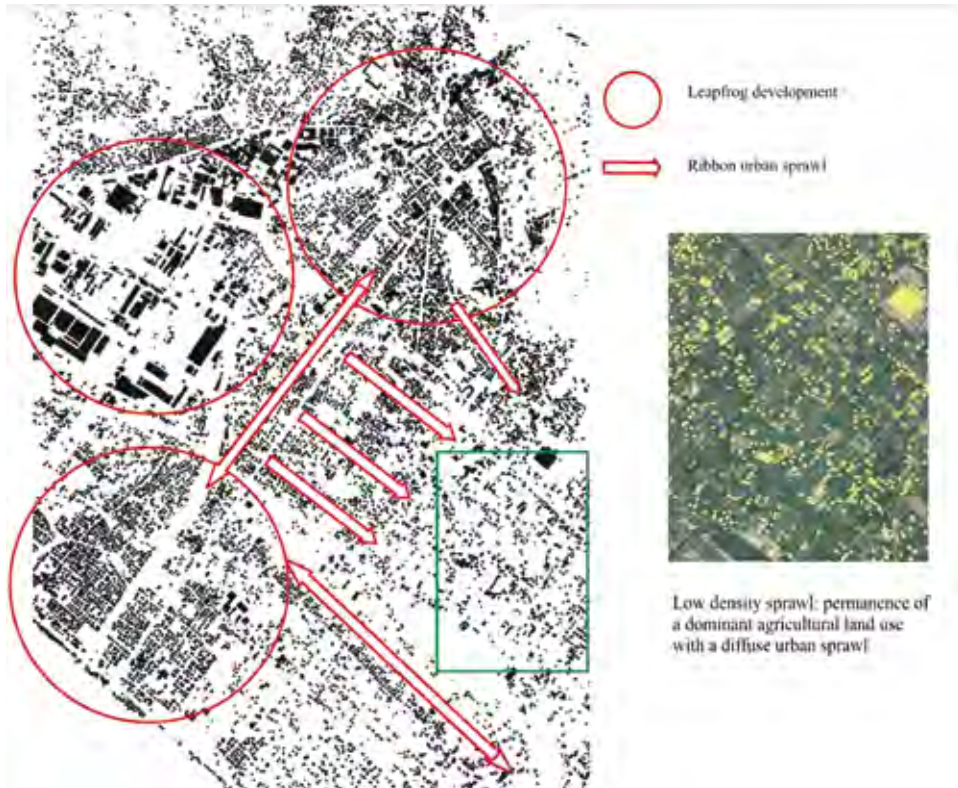 Leapfrog development
Ribbon urban sprawl
Low density sprawl: permanence of
a dominant agricultural land use
with a diffuse urban sprawl